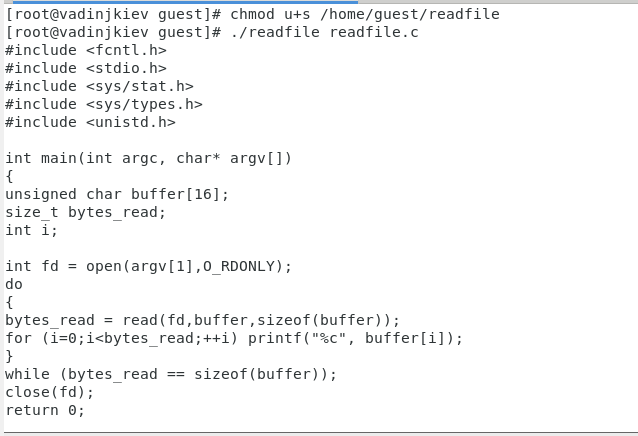 [root@vadinjkiev guest]# chmod u+s /home/guest/readfile
[root@vadinjkiev guest]# ./readfile readfile.c
#include <fcntl.h>
#include <stdio.h>
#include <sys/stat.h>
#include <sys/types.h>
#include <unistd.h>

int main(int argc, char* argv[])
{
unsigned char buffer[16];
size_t bytes_read;
int i;

int fd = open(argv[1],O_RDONLY);
do
{
bytes_read = read(fd,buffer,sizeof(buffer));
for (i=0;i<bytes_read;++i) printf("%c", buffer[i]);
}
while (bytes_read == sizeof(buffer));
close(fd);
return 0;